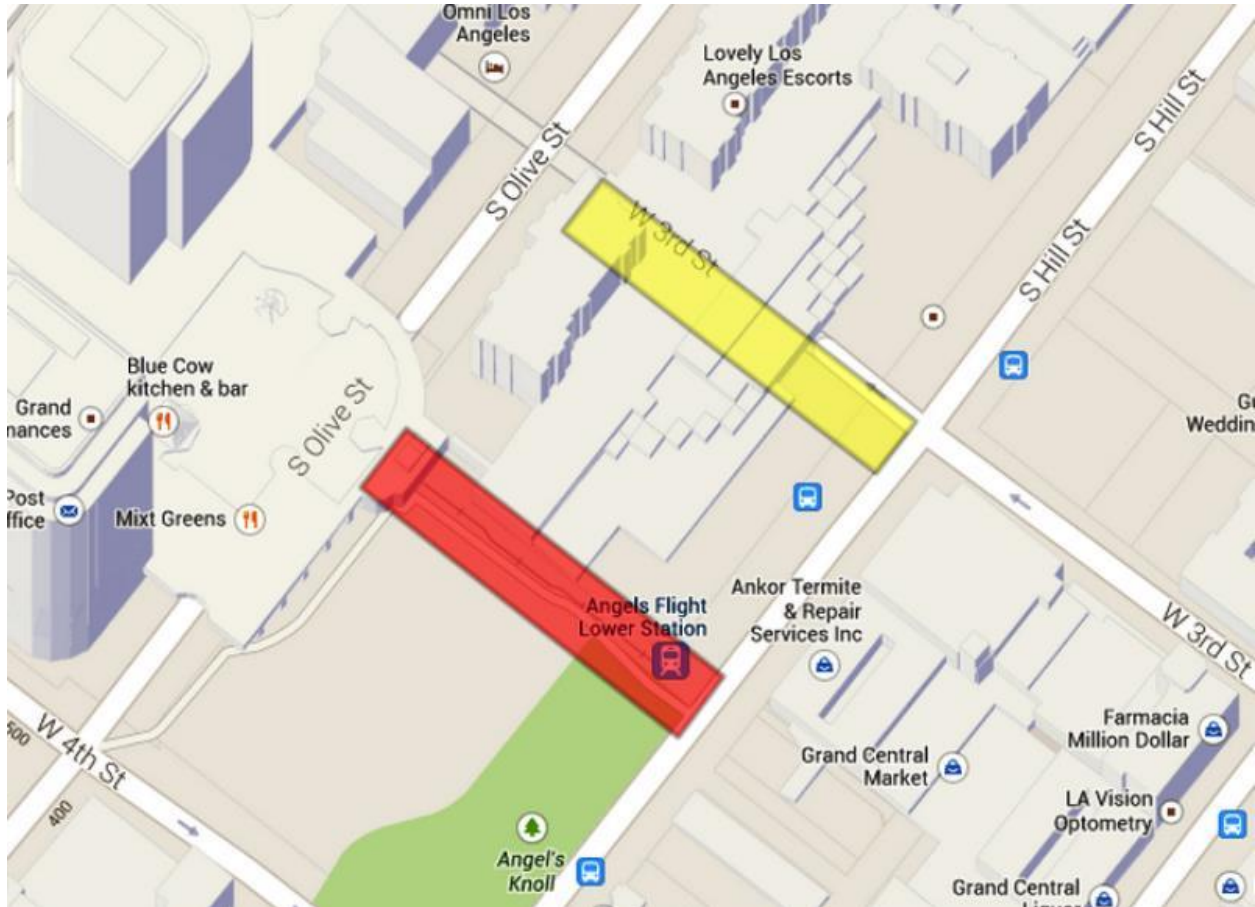 Omni Los
Angeles
Lovely Los
Angeles Escorts
S Hill St
S Olive St
W 3rd St
S Hill St
Blue Cow
kitchen & bar
Grand
nances
S Olive St
Weddin
Post
ffice
Mixt Greens
Angels Flight
Lower Station
Ankor Termite
& Repair
Services Inc
W 3rd St
500
W 4th St
400
Farmacia
Million Dollar
Grand Central
Market
LA Vision
Optometry
Angel's
Knoll
Grand Central